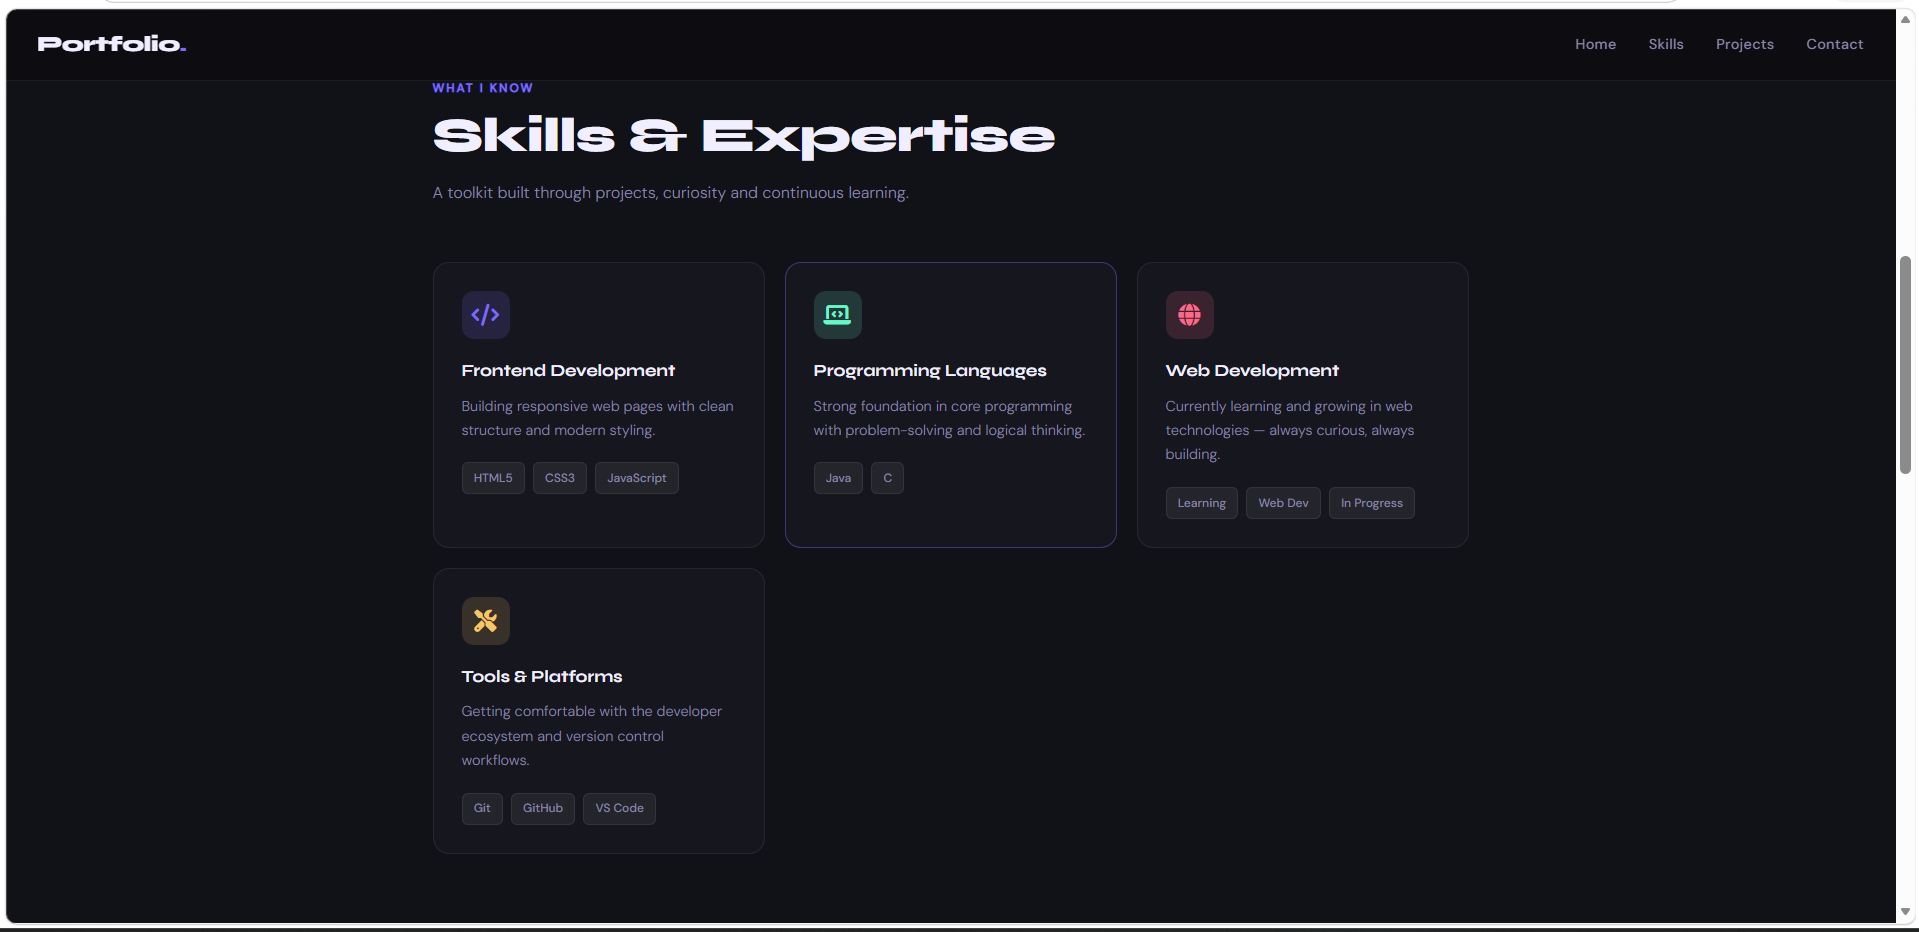 Portfolio.
Home Skills Projects Contact
WHAT I KNOW
Skills & Expertise
A toolkit built through projects, curiosity and continuous learning.
Frontend Development
Building responsive web pages with clean
structure and modern styling.
HTML5 CSS3 JavaScript
Programming Languages
Strong foundation in core programming
with problem-solving and logical thinking.
Java C
Web Development
Currently learning and growing in web
technologies — always curious, always
building.
Learning Web Dev In Progress
Tools & Platforms
Getting comfortable with the developer
ecosystem and version control
workflows.
Git GitHub VS Code